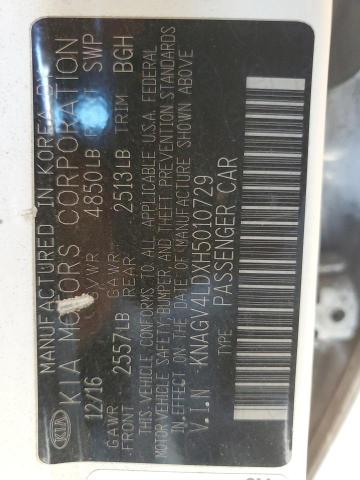 MANUFACTURED IN KOREA BY
KIA MOTORS CORPORATION
KIA
12/16 GVWR 4850LB PAINT SWP
GAWR GAWR TRIM BGH
FRONT 2557LB REAR 2513LB
THIS VEHICLE CONFORMS TO ALL APPLICABLE U.S.A. FEDERAL
MOTOR VEHICLE SAFETY, BUMPER, AND THEFT PREVENTION STANDARDS
IN EFFECT ON THE DATE OF MANUFACTURE SHOWN ABOVE
V.I.N KNAGV4LDXH5010729
TYPE: PASSENGER CAR